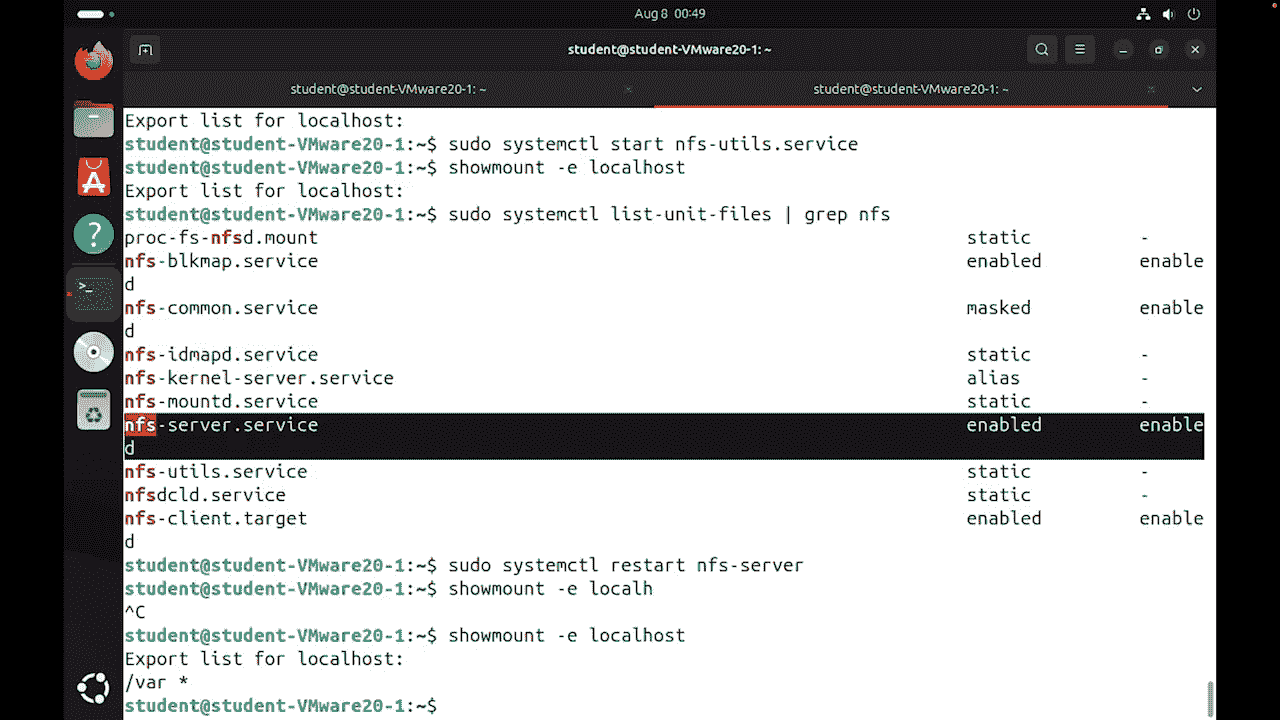 Aug 8 00:49
student@student-VMware20-1: ~
student@student-VMware20-1: ~
student@student-VMware20-1: ~
Export list for localhost:
student@student-VMware20-1:~$ sudo systemctl start nfs-utils.service
student@student-VMware20-1:~$ showmount -e localhost
Export list for localhost:
student@student-VMware20-1:~$ sudo systemctl list-unit-files | grep nfs
proc-fs-nfsd.mount static -
nfs-blkmap.service enabled enable
d
nfs-common.service masked enable
d
nfs-idmapd.service static -
nfs-kernel-server.service alias -
nfs-mountd.service static -
nfs-server.service enabled enable
d
nfs-utils.service static -
nfsdcld.service static -
nfs-client.target enabled enable
d
student@student-VMware20-1:~$ sudo systemctl restart nfs-server
student@student-VMware20-1:~$ showmount -e localh
^C
student@student-VMware20-1:~$ showmount -e localhost
Export list for localhost:
/var *
student@student-VMware20-1:~$